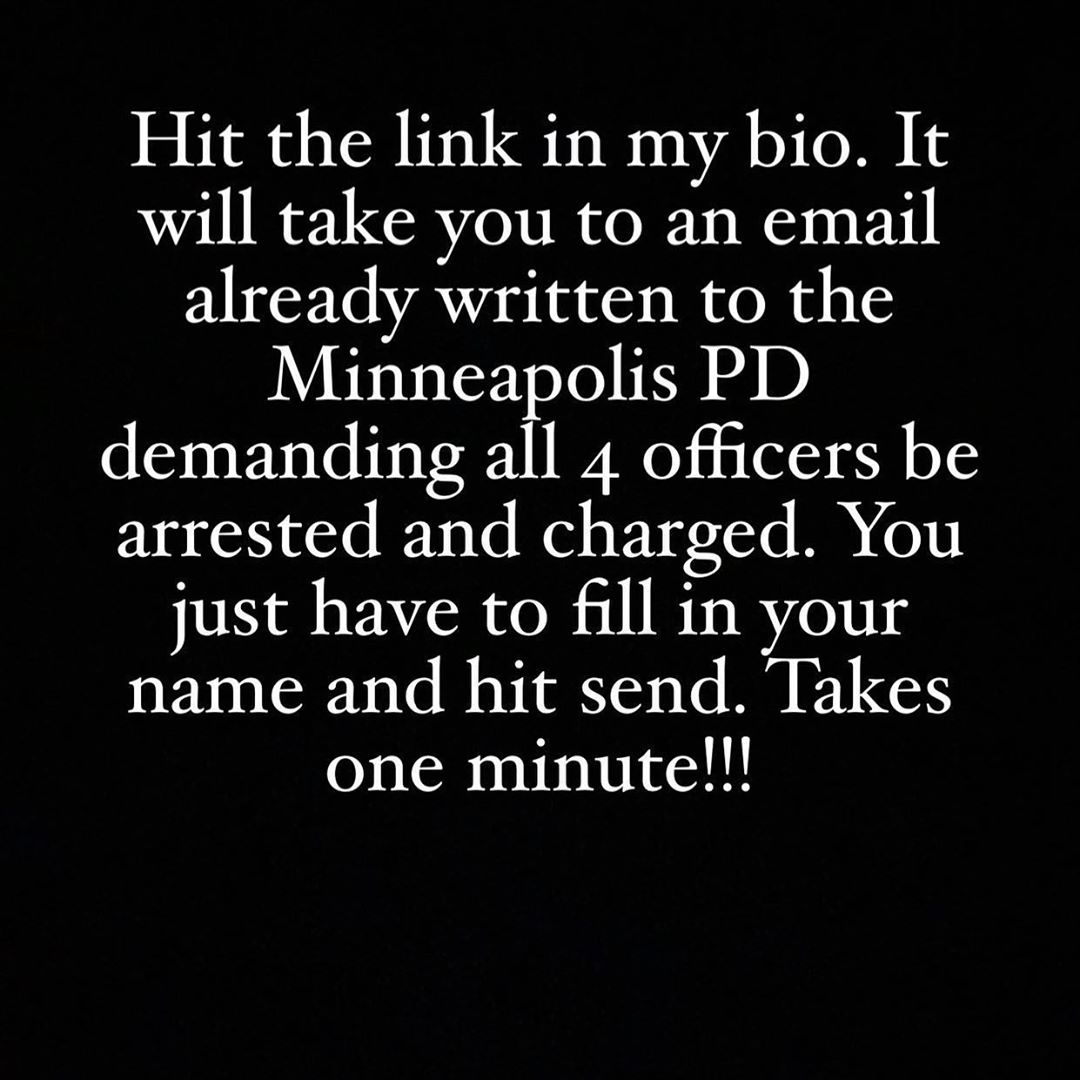 Hit the link in my bio. It
will take you to an email
already written to the
Minneapolis PD
demanding all 4 officers be
arrested and charged. You
just have to fill in your
name and hit send. Takes
one minute!!!